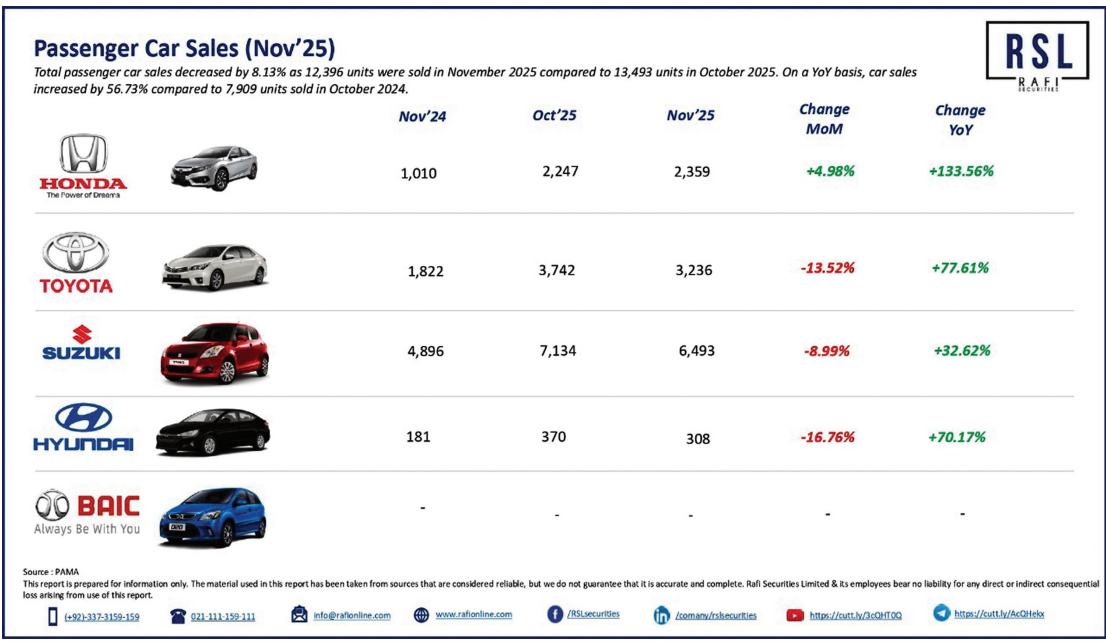 Passenger Car Sales (Nov’25)
Total passenger car sales decreased by 8.13% as 12,396 units were sold in November 2025 compared to 13,493 units in October 2025. On a YoY basis, car sales
increased by 56.73% compared to 7,909 units sold in October 2024.
RSL
RAFI
SECURITIES
Nov’24 Oct’25 Nov’25 Change MoM Change YoY
HONDA
The Power of Dreams
1,010 2,247 2,359 +4.98% +133.56%
TOYOTA
1,822 3,742 3,236 -13.52% +77.61%
SUZUKI
4,896 7,134 6,493 -8.99% +32.62%
HYUNDAI
181 370 308 -16.76% +70.17%
BAIC
Always Be With You
- - - - -
Source : PAMA
This report is prepared for information only. The material used in this report has been taken from sources that are considered reliable, but we do not guarantee that it is accurate and complete. Rafi Securities Limited & its employees bear no liability for any direct or indirect consequential
loss arising from use of this report.
(+92)-337-3159-159 021-111-159-111 info@rafionline.com www.rafionline.com /RSLsecurities /comany/rslsecurities https://cutt.ly/3cQHT0Q https://cutt.ly/AcQHekx